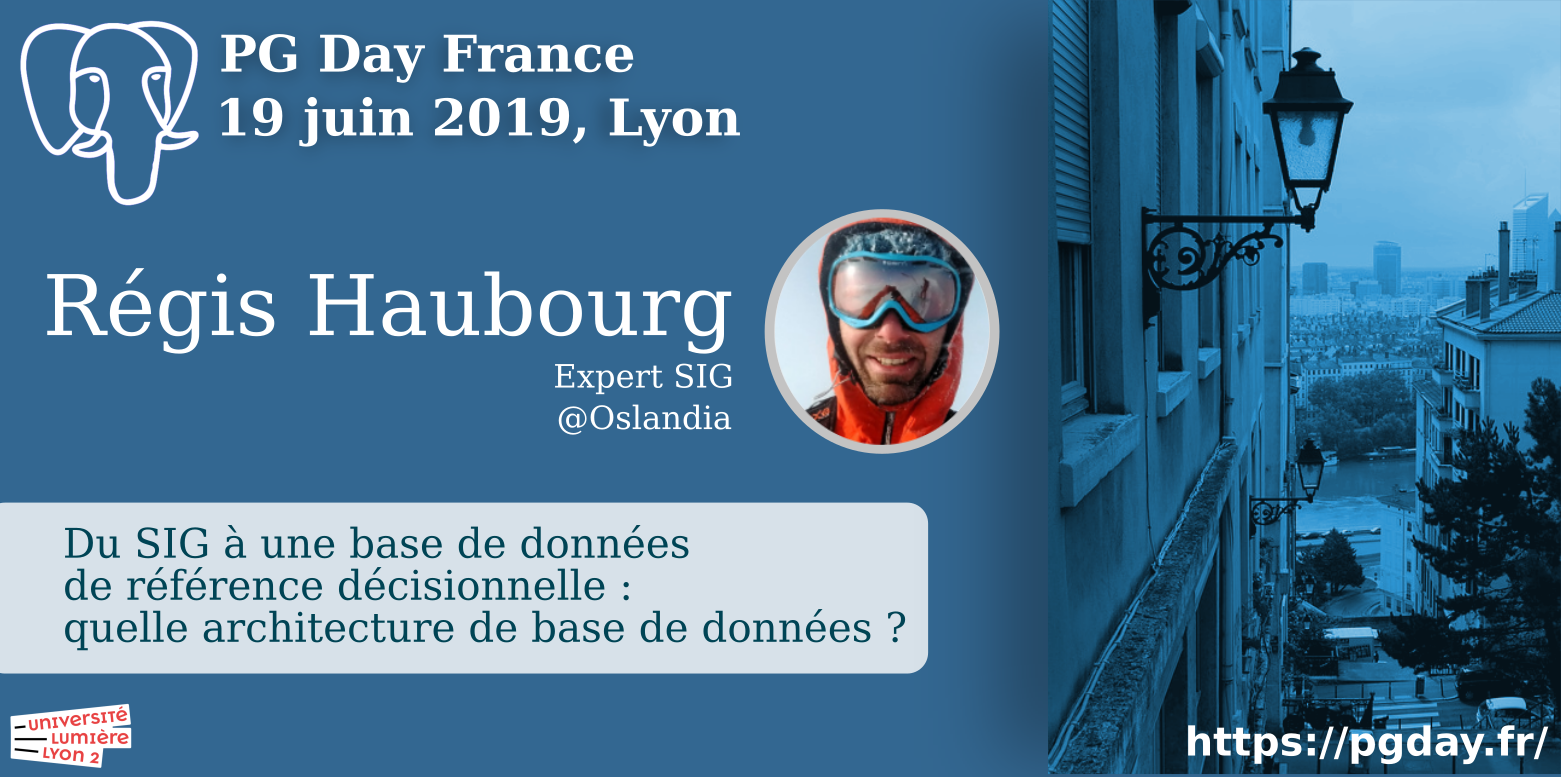 PG Day France
19 juin 2019, Lyon
Régis Haubourg
Expert SIG
@Oslandia
Du SIG à une base de données
de référence décisionnelle :
quelle architecture de base de données ?
UNIVERSITÉ
LUMIÈRE
LYON 2
https://pgday.fr/